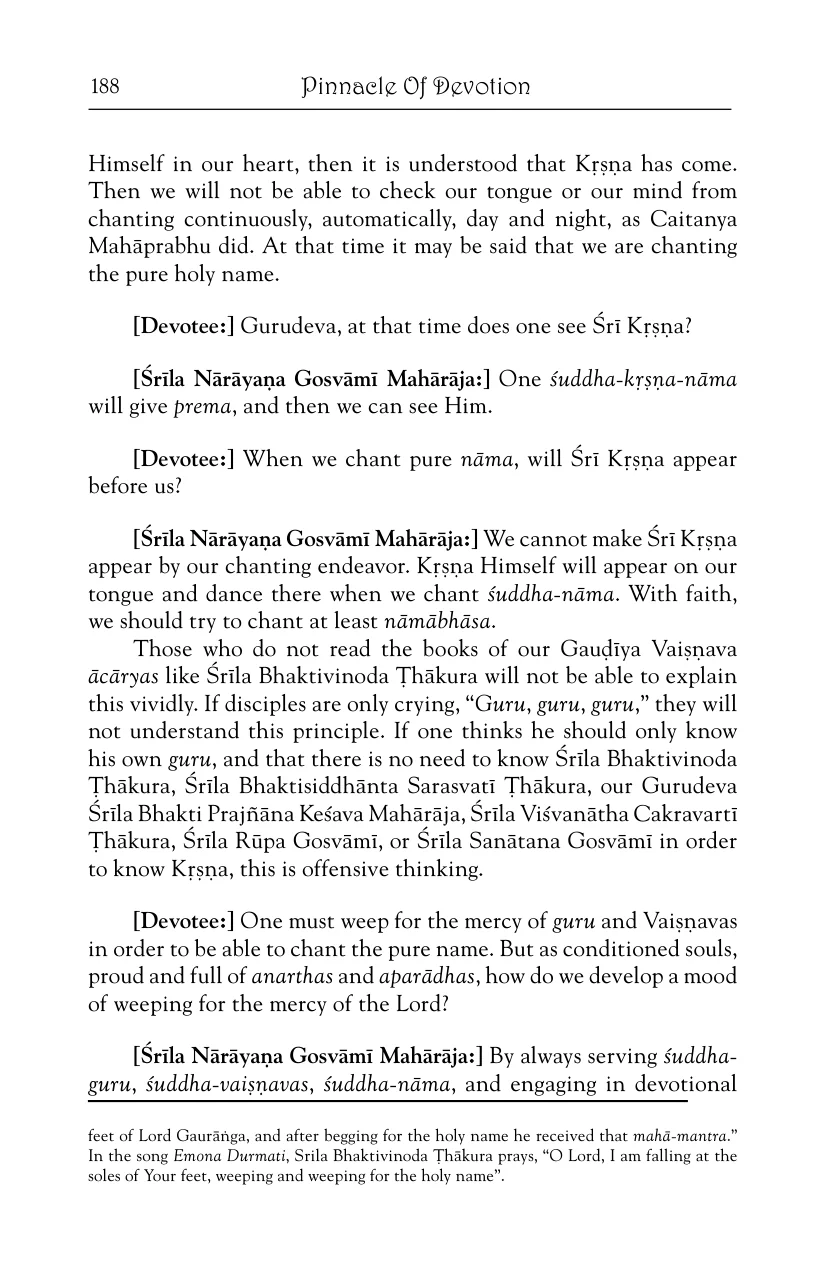 188
Pinnacle Of Devotion
Himself in our heart, then it is understood that Kṛṣṇa has come.
Then we will not be able to check our tongue or our mind from
chanting continuously, automatically, day and night, as Caitanya
Mahāprabhu did. At that time it may be said that we are chanting
the pure holy name.
[Devotee:] Gurudeva, at that time does one see Śrī Kṛṣṇa?
[Śrīla Nārāyaṇa Gosvāmī Mahārāja:] One śuddha-kṛṣṇa-nāma
will give prema, and then we can see Him.
[Devotee:] When we chant pure nāma, will Śrī Kṛṣṇa appear
before us?
[Śrīla Nārāyaṇa Gosvāmī Mahārāja:] We cannot make Śrī Kṛṣṇa
appear by our chanting endeavor. Kṛṣṇa Himself will appear on our
tongue and dance there when we chant śuddha-nāma. With faith,
we should try to chant at least nāmābhāsa.
Those who do not read the books of our Gauḍīya Vaiṣṇava
ācāryas like Śrīla Bhaktivinoda Ṭhākura will not be able to explain
this vividly. If disciples are only crying, “Guru, guru, guru,” they will
not understand this principle. If one thinks he should only know
his own guru, and that there is no need to know Śrīla Bhaktivinoda
Ṭhākura, Śrīla Bhaktisiddhānta Sarasvatī Ṭhākura, our Gurudeva
Śrīla Bhakti Prajñāna Keśava Mahārāja, Śrīla Viśvanātha Cakravartī
Ṭhākura, Śrīla Rūpa Gosvāmī, or Śrīla Sanātana Gosvāmī in order
to know Kṛṣṇa, this is offensive thinking.
[Devotee:] One must weep for the mercy of guru and Vaiṣṇavas
in order to be able to chant the pure name. But as conditioned souls,
proud and full of anarthas and aparādhas, how do we develop a mood
of weeping for the mercy of the Lord?
[Śrīla Nārāyaṇa Gosvāmī Mahārāja:] By always serving śuddha-
guru, śuddha-vaiṣṇavas, śuddha-nāma, and engaging in devotional
feet of Lord Gaurāṅga, and after begging for the holy name he received that mahā-mantra.”
In the song Emona Durmati, Srila Bhaktivinoda Ṭhākura prays, “O Lord, I am falling at the
soles of Your feet, weeping and weeping for the holy name”.